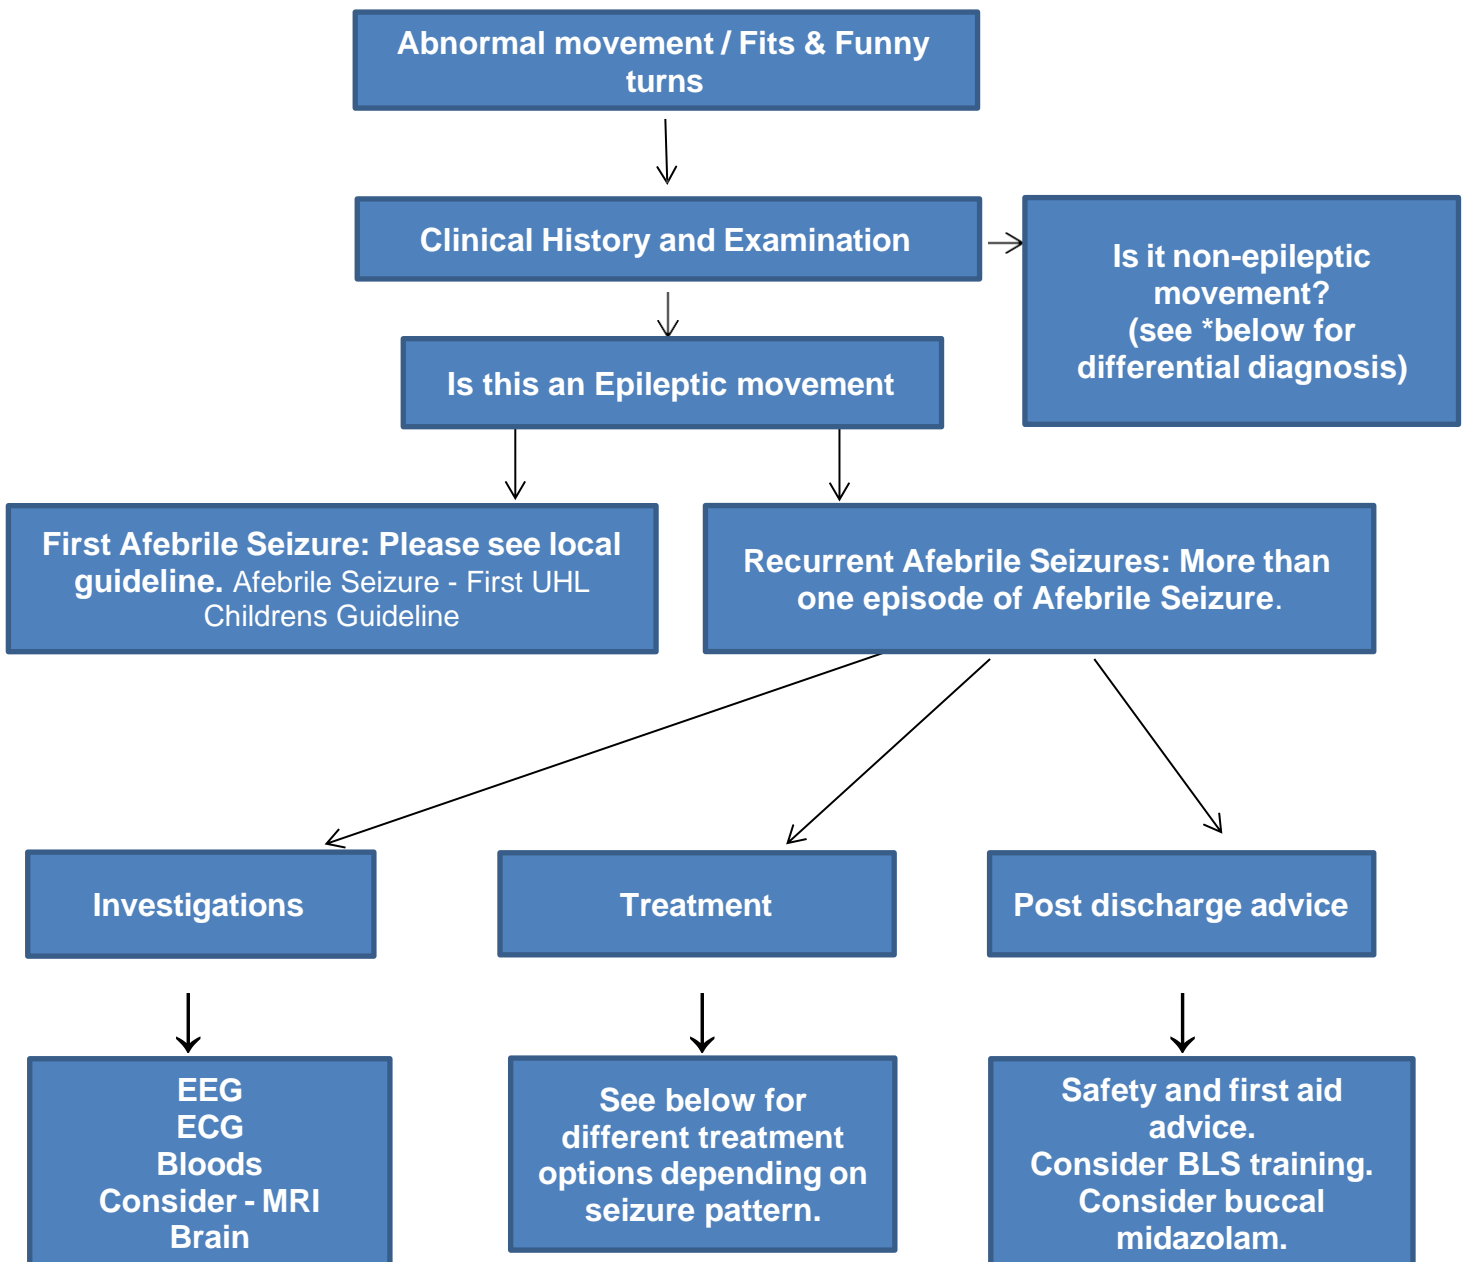 Abnormal movement / Fits & Funny
turns
Clinical History and Examination
Is it non-epileptic
movement?
(see *below for
differential diagnosis)
Is this an Epileptic movement
First Afebrile Seizure: Please see local
guideline. Afebrile Seizure - First UHL
Childrens Guideline
Recurrent Afebrile Seizures: More than
one episode of Afebrile Seizure.
Investigations
Treatment
Post discharge advice
EEG
ECG
Bloods
Consider - MRI
Brain
See below for
different treatment
options depending on
seizure pattern.
Safety and first aid
advice.
Consider BLS training.
Consider buccal
midazolam.